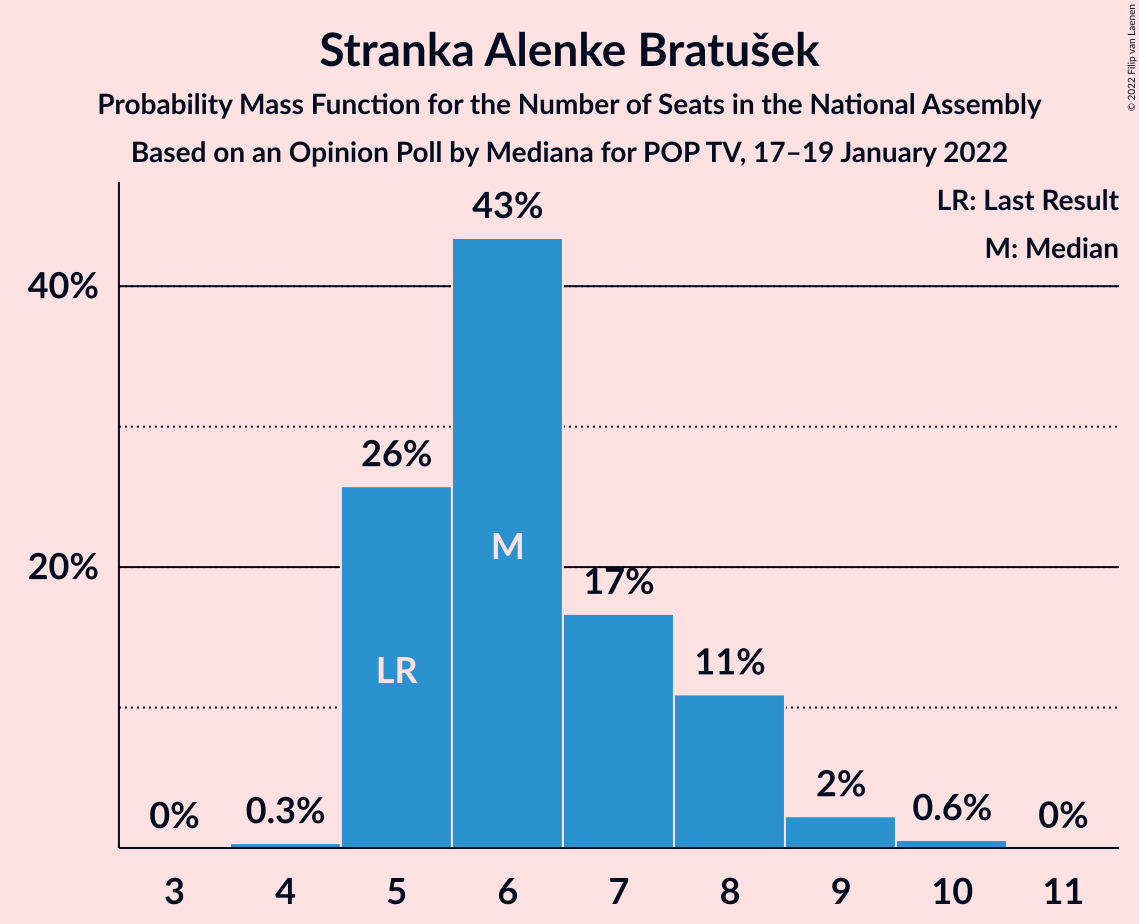 Stranka Alenke Bratušek
Probability Mass Function for the Number of Seats in the National Assembly
Based on an Opinion Poll by Mediana for POP TV, 17–19 January 2022
© 2022 Filip van Laenen
LR: Last Result
M: Median
40%
20%
0%
0.3%
26%
43%
17%
11%
2%
0.6%
0%
LR
M
3 4 5 6 7 8 9 10 11